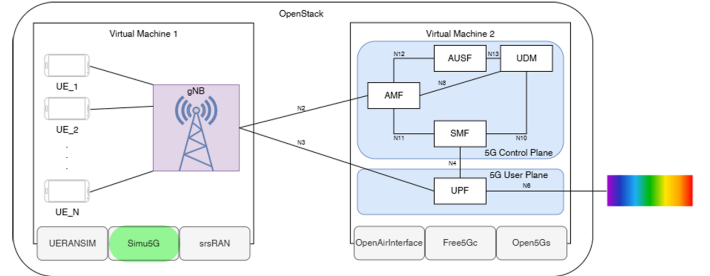 OpenStack
Virtual Machine 1
Virtual Machine 2
UE_1
UE_2
.
.
.
UE_N
gNB
N2
N3
N12
AUSF
N13
UDM
N8
AMF
N11
SMF
N10
5G Control Plane
N4
5G User Plane
UPF
N6
UERANSIM
Simu5G
srsRAN
OpenAirInterface
Free5Gc
Open5Gs